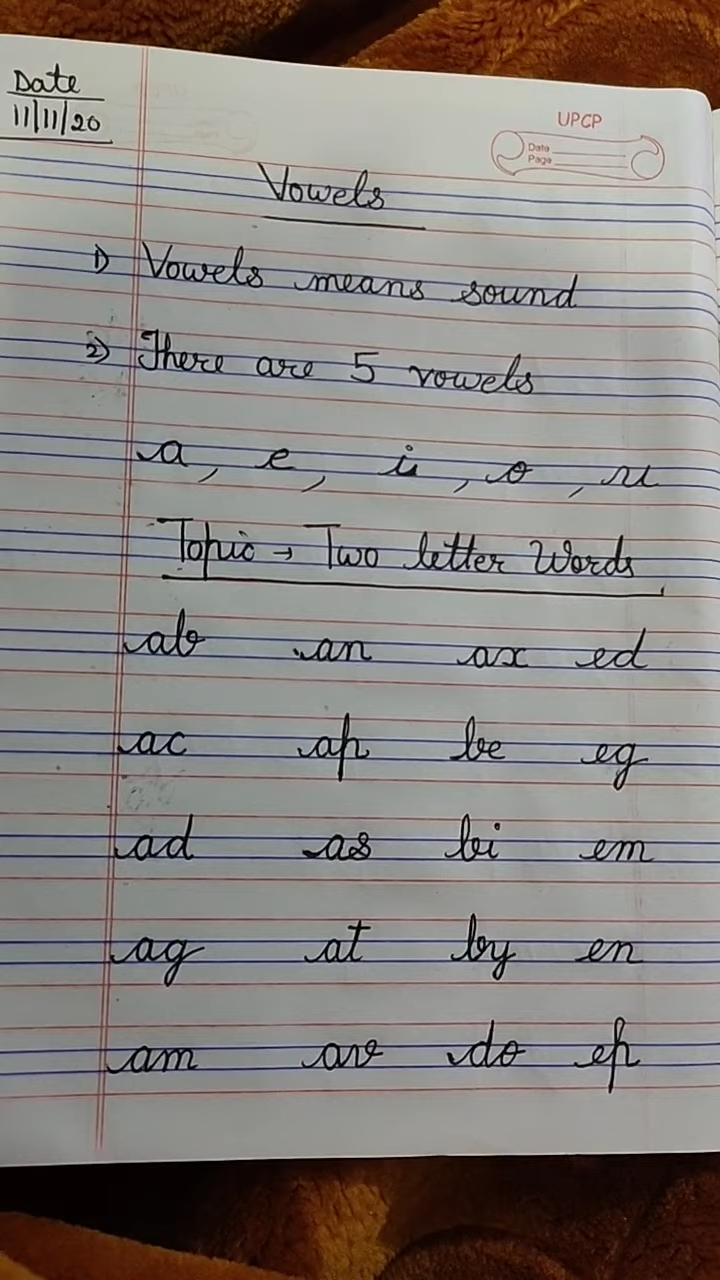 Date
11/11/20
UPCP
Date
Page
Vowels
1) Vowels means sound
2) There are 5 vowels
a, e, i, o, u
Topic → Two letter Words
ab an ax ed
ac ap be eg
ad as bi em
ag at by en
am av do ep